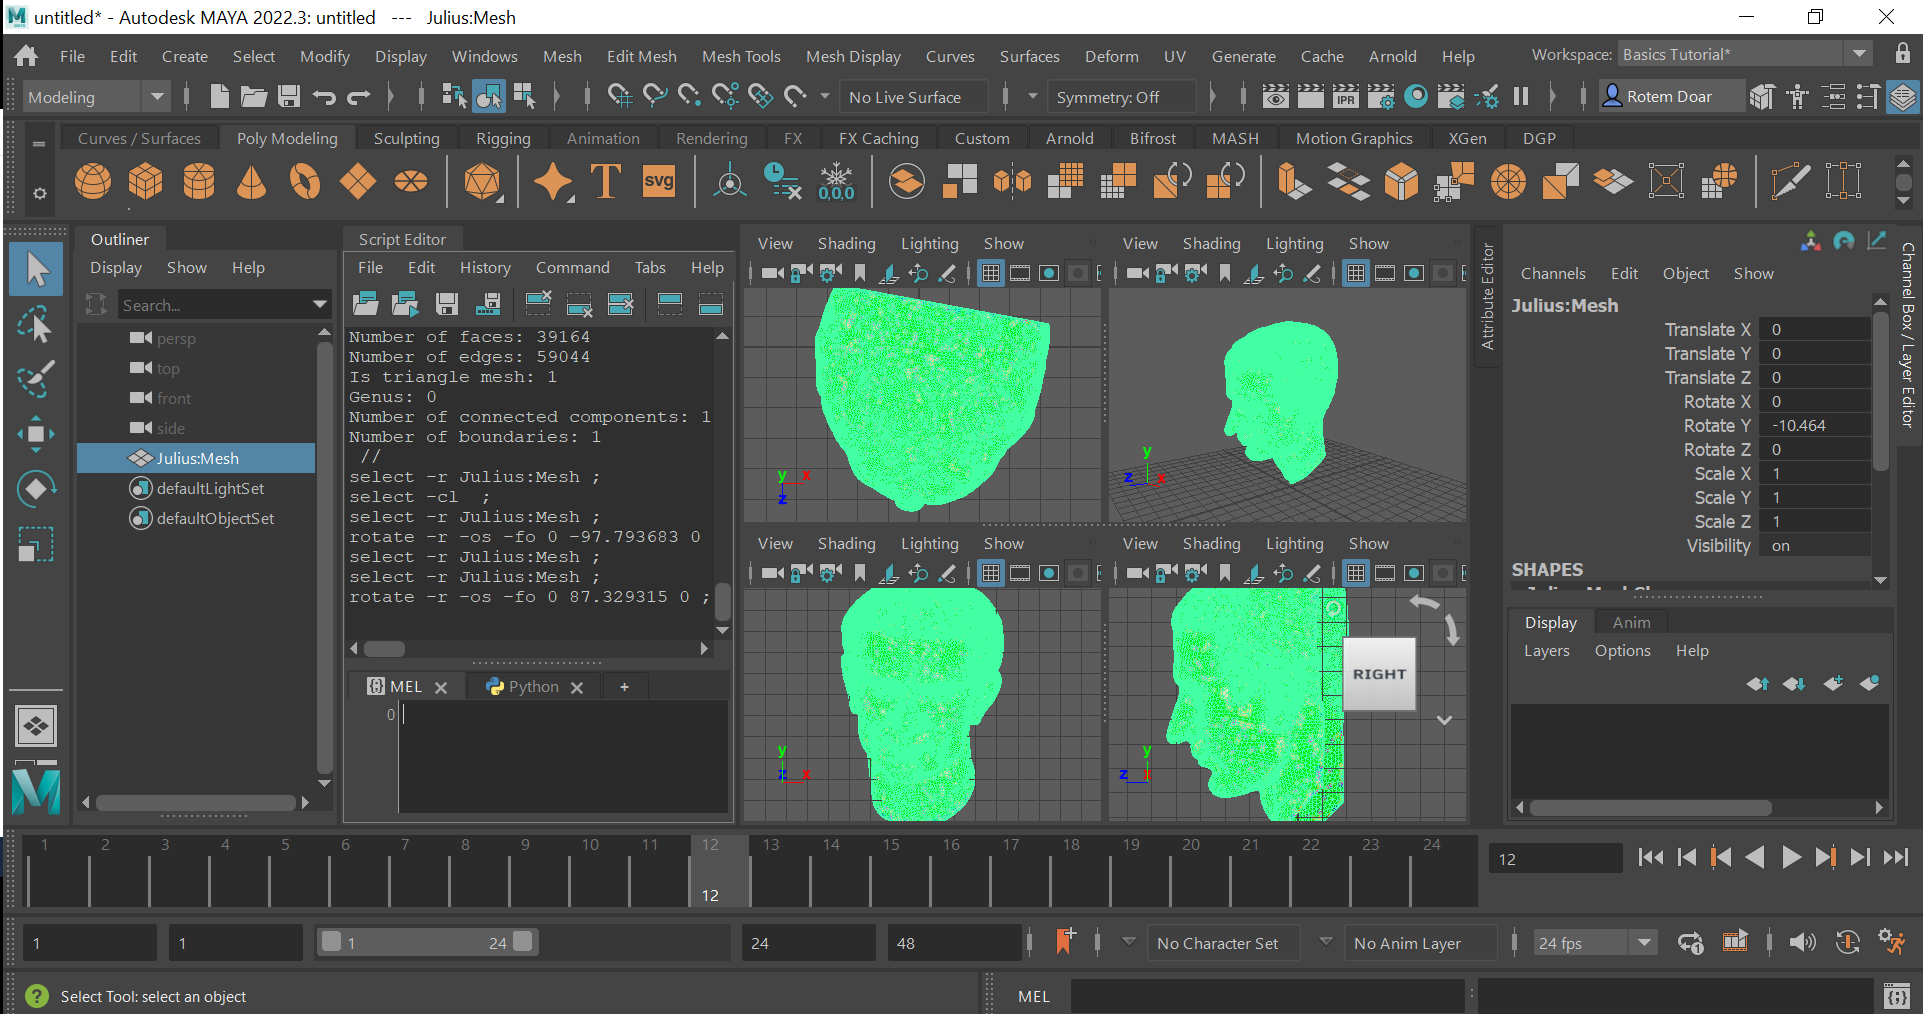 untitled* - Autodesk MAYA 2022.3: untitled --- Julius:Mesh
File Edit Create Select Modify Display Windows Mesh Edit Mesh Mesh Tools Mesh Display Curves Surfaces Deform UV Generate Cache Arnold Help Workspace: Basics Tutorial*
Modeling No Live Surface Symmetry: Off IPR Rotem Doar
Curves / Surfaces Poly Modeling Sculpting Rigging Animation Rendering FX FX Caching Custom Arnold Bifrost MASH Motion Graphics XGen DGP
T svg 0,0,0
Outliner
Display Show Help
Search...
persp
top
front
side
Julius:Mesh
defaultLightSet
defaultObjectSet
Script Editor
File Edit History Command Tabs Help
Number of faces: 39164
Number of edges: 59044
Is triangle mesh: 1
Genus: 0
Number of connected components: 1
Number of boundaries: 1
//
select -r Julius:Mesh ;
select -cl ;
select -r Julius:Mesh ;
rotate -r -os -fo 0 -97.793683 0
select -r Julius:Mesh ;
select -r Julius:Mesh ;
rotate -r -os -fo 0 87.329315 0 ;
MEL Python +
0
View Shading Lighting Show
y x
z
View Shading Lighting Show
y
z x
View Shading Lighting Show
y
z x
View Shading Lighting Show
RIGHT
y
z x
Attribute Editor
Channel Box / Layer Editor
Channels Edit Object Show
Julius:Mesh
Translate X 0
Translate Y 0
Translate Z 0
Rotate X 0
Rotate Y -10.464
Rotate Z 0
Scale X 1
Scale Y 1
Scale Z 1
Visibility on
SHAPES
Display Anim
Layers Options Help
1 2 3 4 5 6 7 8 9 10 11 12 13 14 15 16 17 18 19 20 21 22 23 24
12
12
1 1 1 24 24 48 No Character Set No Anim Layer 24 fps
Select Tool: select an object MEL